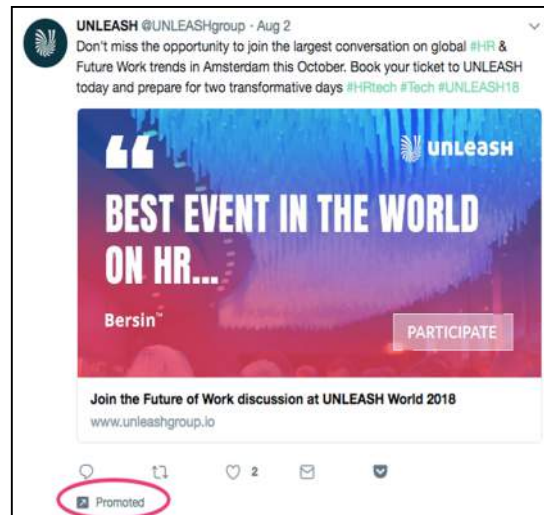 UNLEASH @UNLEASHgroup · Aug 2
Don't miss the opportunity to join the largest conversation on global #HR &
Future Work trends in Amsterdam this October. Book your ticket to UNLEASH
today and prepare for two transformative days #HRtech #Tech #UNLEASH18
unLeasH
“
BEST EVENT IN THE WORLD
ON HR...
Bersin™
PARTICIPATE
Join the Future of Work discussion at UNLEASH World 2018
www.unleashgroup.io
2
Promoted